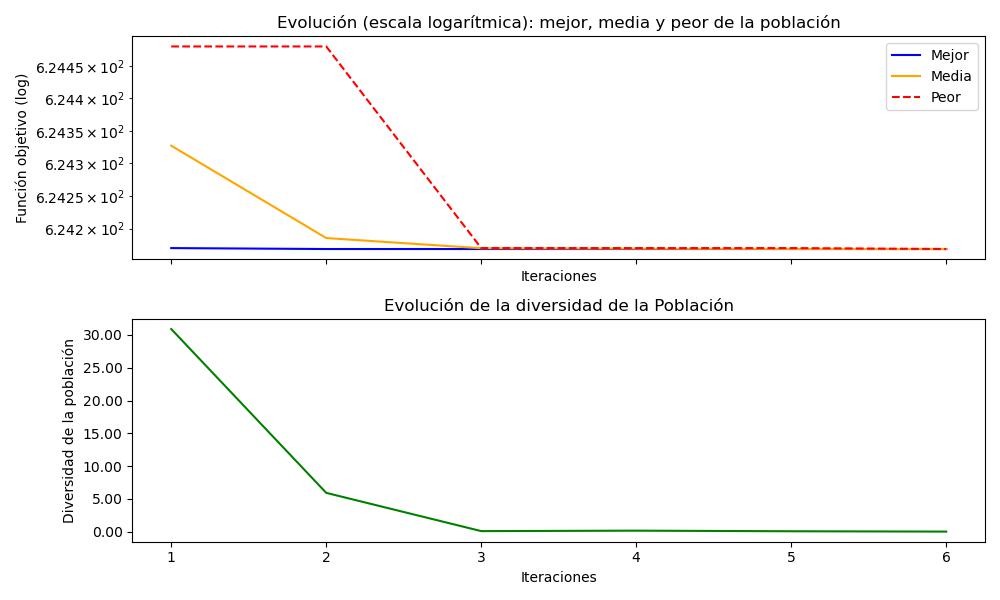 Evolución (escala logarítmica): mejor, media y peor de la población
Función objetivo (log)
6.2445 × 10²
6.244 × 10²
6.2435 × 10²
6.243 × 10²
6.2425 × 10²
6.242 × 10²
Mejor
Media
Peor
Iteraciones
Evolución de la diversidad de la Población
Diversidad de la población
30.00
25.00
20.00
15.00
10.00
5.00
0.00
1 2 3 4 5 6
Iteraciones